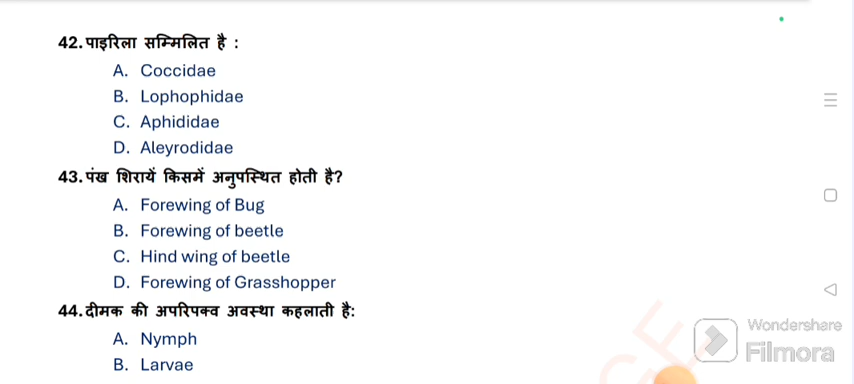 42. पाइरिला सम्मिलित है :
A. Coccidae
B. Lophophidae
C. Aphididae
D. Aleyrodidae
43. पंख शिरायें किसमें अनुपस्थित होती है?
A. Forewing of Bug
B. Forewing of beetle
C. Hind wing of beetle
D. Forewing of Grasshopper
44. दीमक की अपरिपक्व अवस्था कहलाती है:
A. Nymph
B. Larvae
Wondershare
Filmora